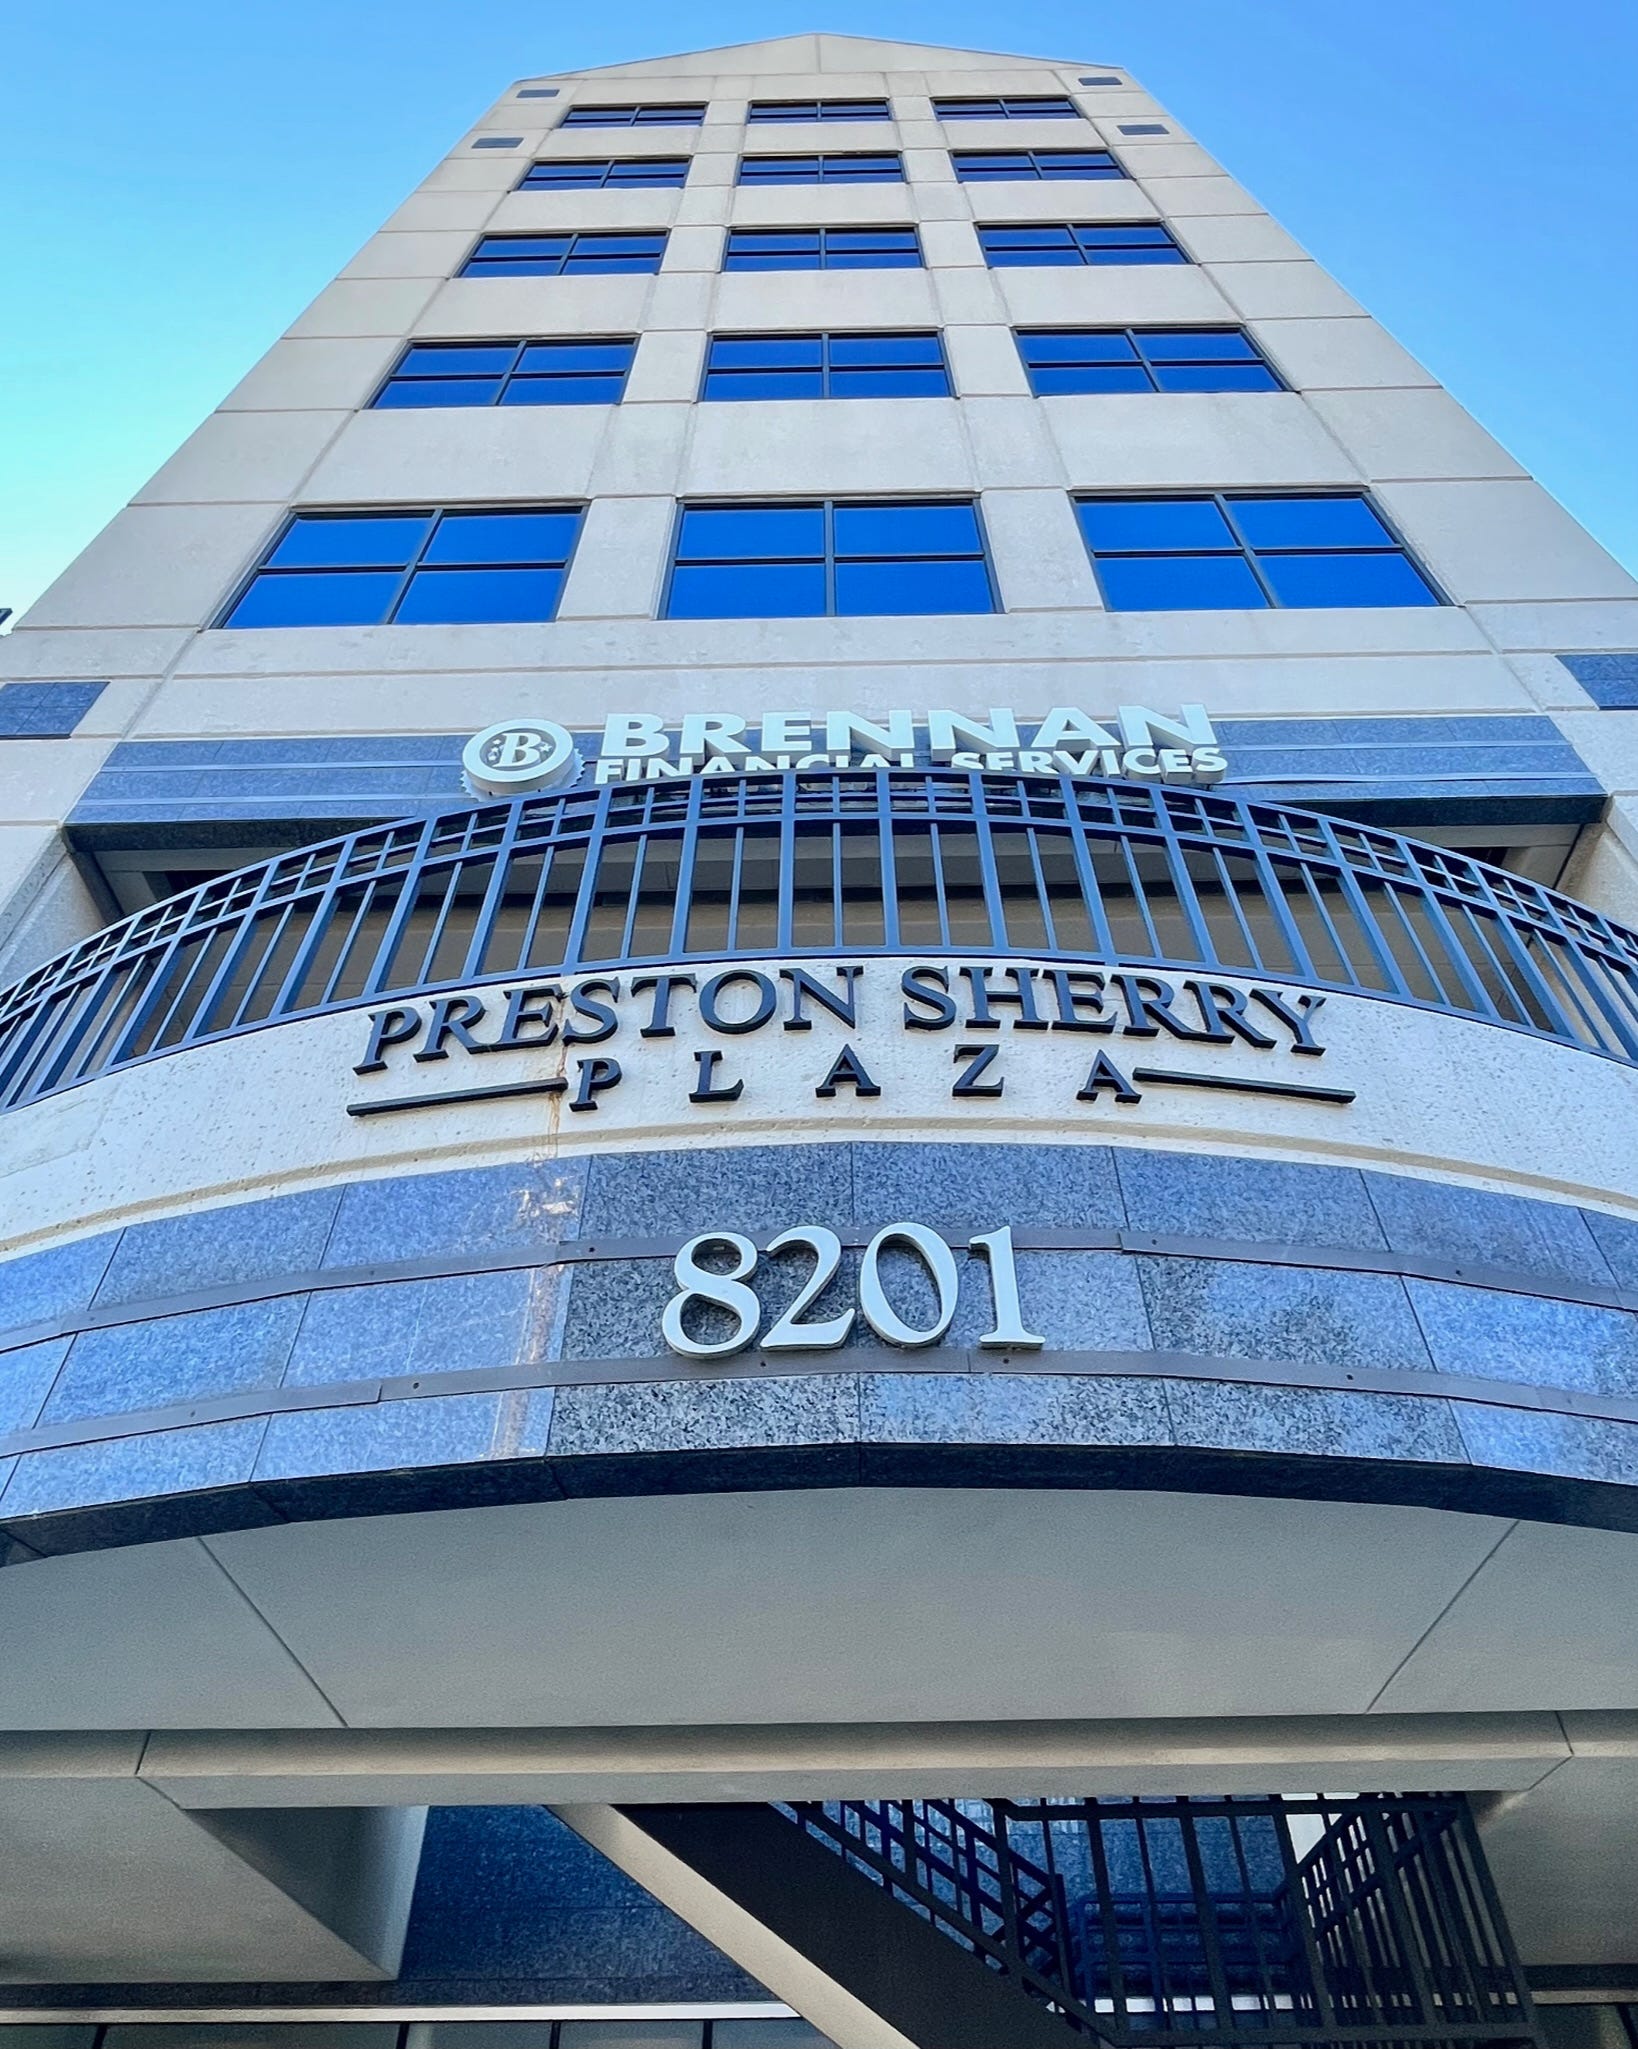 B
BRENNAN
FINANCIAL SERVICES
PRESTON SHERRY
PLAZA
8201